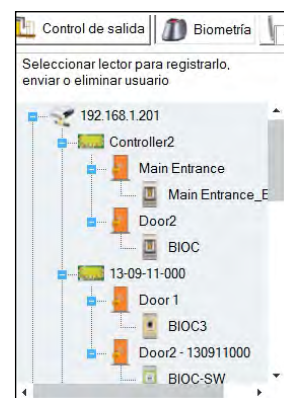 Control de salida Biometría
Seleccionar lector para registrarlo,
enviar o eliminar usuario
192.168.1.201
Controller2
Main Entrance
Main Entrance_E
Door2
BIOC
13-09-11-000
Door 1
BIOC3
Door2 - 130911000
BIOC-SW